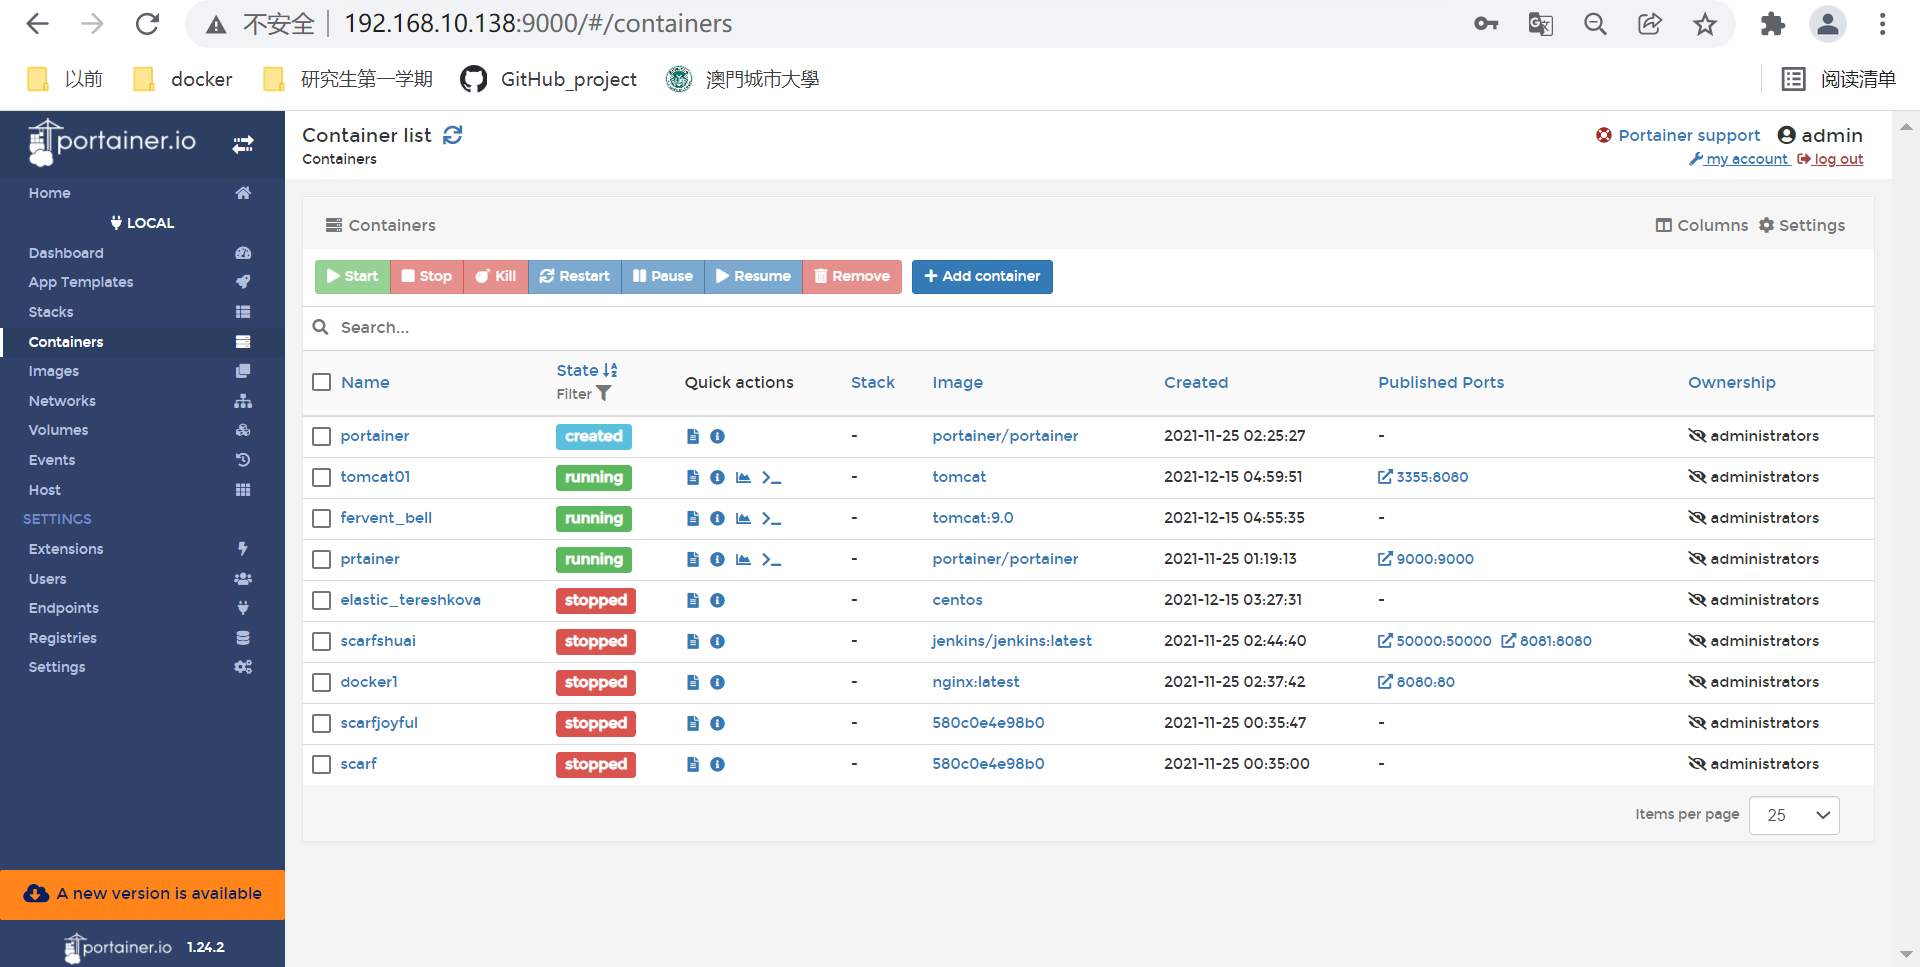 不安全 192.168.10.138:9000/#/containers
以前 docker 研究生第一学期 GitHub_project 澳門城市大學 阅读清单
portainer.io
Home
LOCAL
Dashboard
App Templates
Stacks
Containers
Images
Networks
Volumes
Events
Host
SETTINGS
Extensions
Users
Endpoints
Registries
Settings
A new version is available
portainer.io 1.24.2
Container list
Containers
Portainer support admin
my account log out
Containers
Columns Settings
Start Stop Kill Restart Pause Resume Remove Add container
Search...
Name State Filter Quick actions Stack Image Created Published Ports Ownership
portainer created - portainer/portainer 2021-11-25 02:25:27 - administrators
tomcat01 running - tomcat 2021-12-15 04:59:51 3355:8080 administrators
fervent_bell running - tomcat:9.0 2021-12-15 04:55:35 - administrators
prtainer running - portainer/portainer 2021-11-25 01:19:13 9000:9000 administrators
elastic_tereshkova stopped - centos 2021-12-15 03:27:31 - administrators
scarfshuai stopped - jenkins/jenkins:latest 2021-11-25 02:44:40 50000:50000 8081:8080 administrators
docker1 stopped - nginx:latest 2021-11-25 02:37:42 8080:80 administrators
scarfjoyful stopped - 580c0e4e98b0 2021-11-25 00:35:47 - administrators
scarf stopped - 580c0e4e98b0 2021-11-25 00:35:00 - administrators
Items per page 25